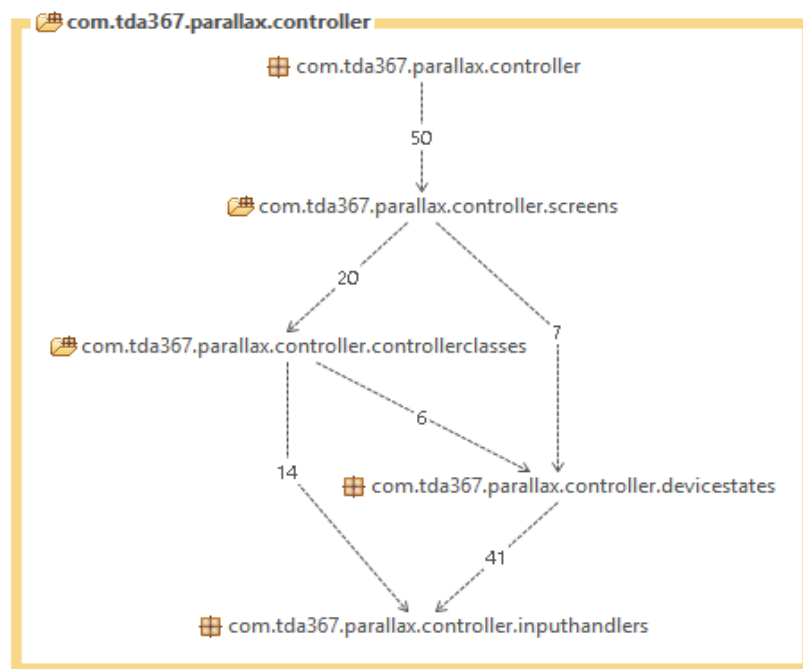 com.tda367.parallax.controller
com.tda367.parallax.controller
50
com.tda367.parallax.controller.screens
20
7
com.tda367.parallax.controller.controllerclasses
6
14
com.tda367.parallax.controller.devicestates
41
com.tda367.parallax.controller.inputhandlers